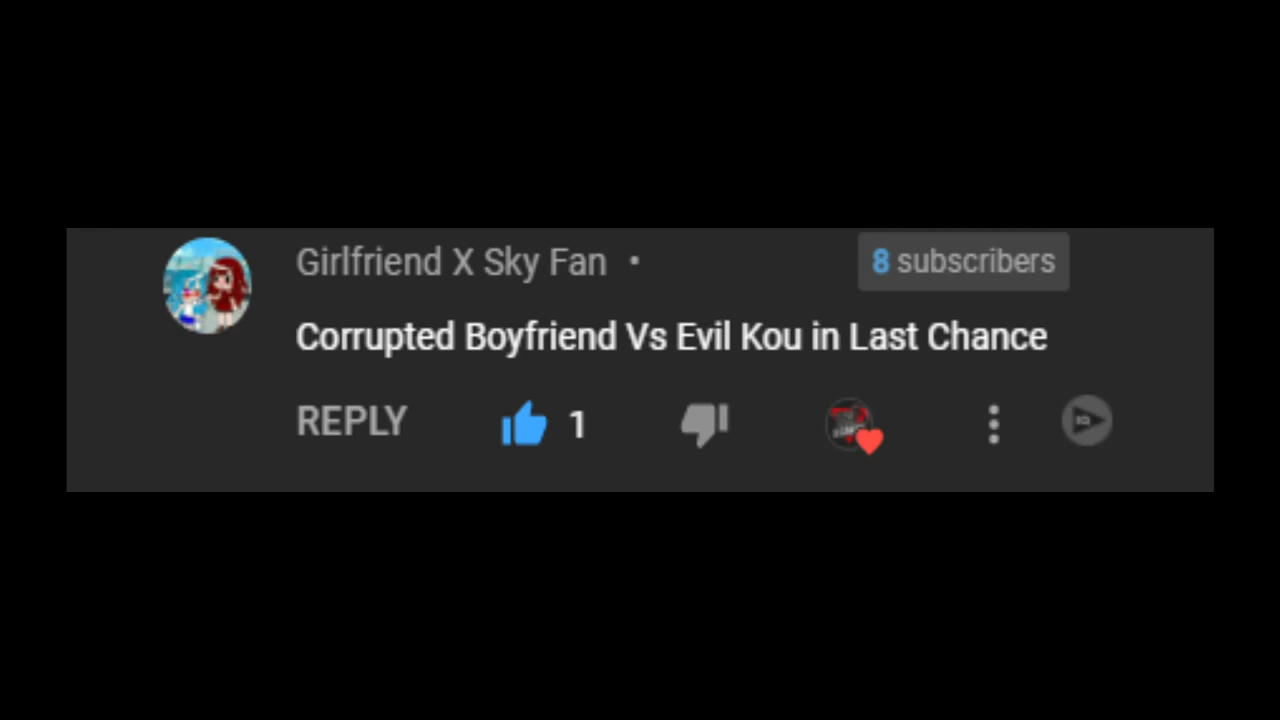 Girlfriend X Sky Fan • 8 subscribers
Corrupted Boyfriend Vs Evil Kou in Last Chance
REPLY 1